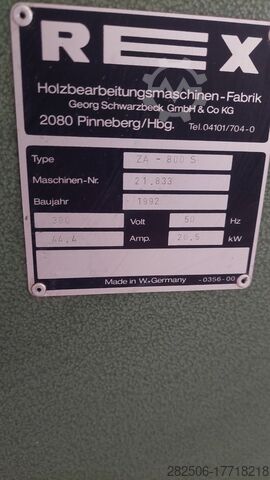 REX
Holzbearbeitungsmaschinen-Fabrik
Georg Schwarzbeck GmbH & Co KG
2080 Pinneberg/Hbg. Tel.04101/704-0
Type ZA - 800 S
Maschinen-Nr. 21.833
Baujahr 1992
380 Volt 50 Hz
44.4 Amp. 20.5 kW
Made in W.-Germany -0356-00
282506-17718218